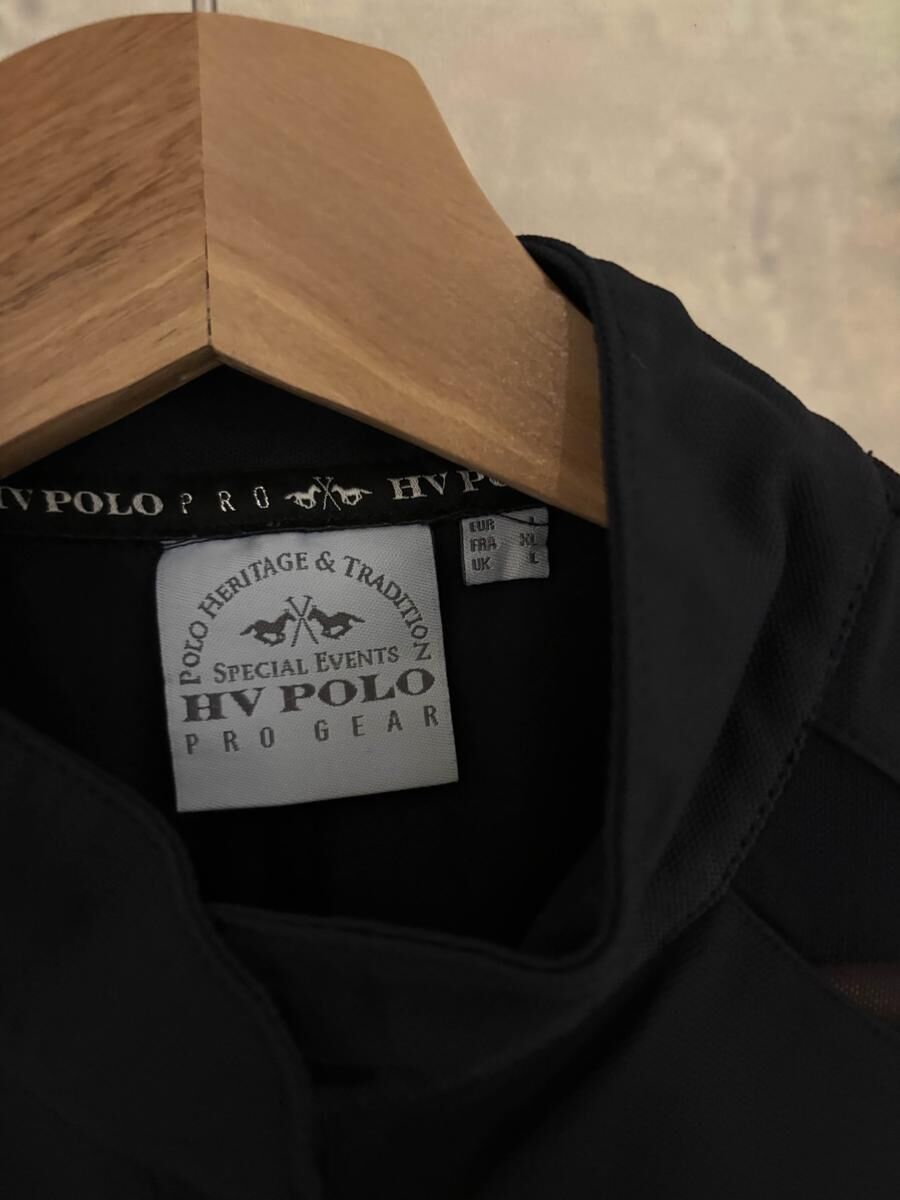 HV POLO PRO HV PO
POLO HERITAGE & TRADITION
SPECIAL EVENTS
HV POLO
PRO GEAR
EUR L
FRA XL
UK L